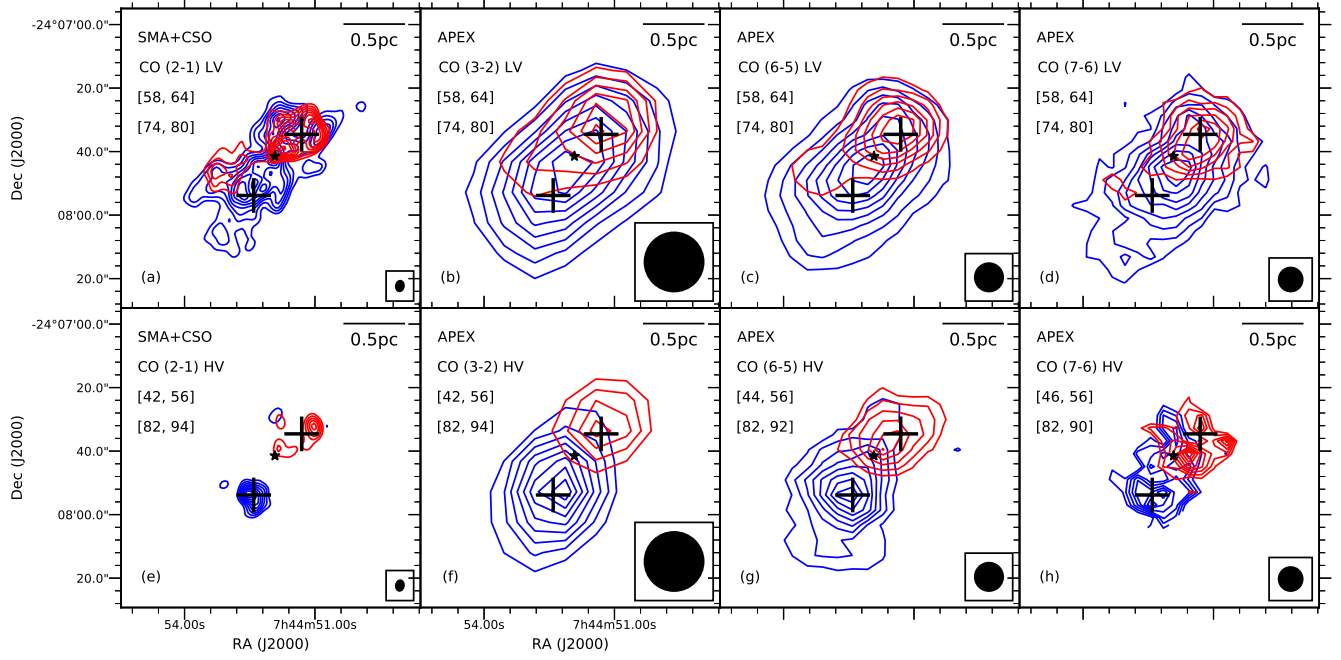 -24°07'00.0"
20.0"
40.0"
08'00.0"
20.0"
Dec (J2000)
SMA+CSO
CO (2-1) LV
[58, 64]
[74, 80]
0.5pc
(a)
APEX
CO (3-2) LV
[58, 64]
[74, 80]
0.5pc
(b)
APEX
CO (6-5) LV
[58, 64]
[74, 80]
0.5pc
(c)
APEX
CO (7-6) LV
[58, 64]
[74, 80]
0.5pc
(d)
-24°07'00.0"
20.0"
40.0"
08'00.0"
20.0"
Dec (J2000)
SMA+CSO
CO (2-1) HV
[42, 56]
[82, 94]
0.5pc
(e)
APEX
CO (3-2) HV
[42, 56]
[82, 94]
0.5pc
(f)
APEX
CO (6-5) HV
[44, 56]
[82, 92]
0.5pc
(g)
APEX
CO (7-6) HV
[46, 56]
[82, 90]
0.5pc
(h)
54.00s 7h44m51.00s
RA (J2000)
54.00s 7h44m51.00s
RA (J2000)